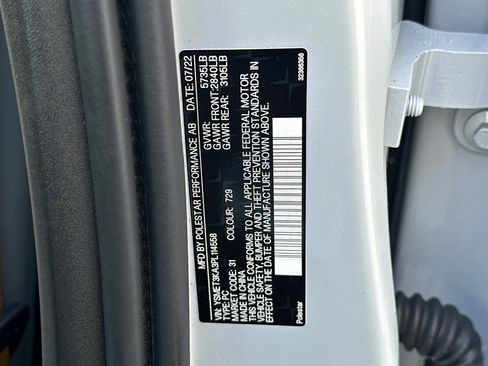 MFD BY POLESTAR PERFORMANCE AB DATE: 07/22
GVWR: 5735LB
GAWR FRONT: 2840LB
GAWR REAR: 3105LB
VIN: YSMET3KA3PL114558
TYPE: PC
MARKET CODE: 31 COLOUR: 729
MADE IN CHINA
THIS VEHICLE CONFORMS TO ALL APPLICABLE FEDERAL MOTOR
VEHICLE SAFETY, BUMPER AND THEFT PREVENTION STANDARDS IN
EFFECT ON THE DATE OF MANUFACTURE SHOWN ABOVE.
Polestar 32366356